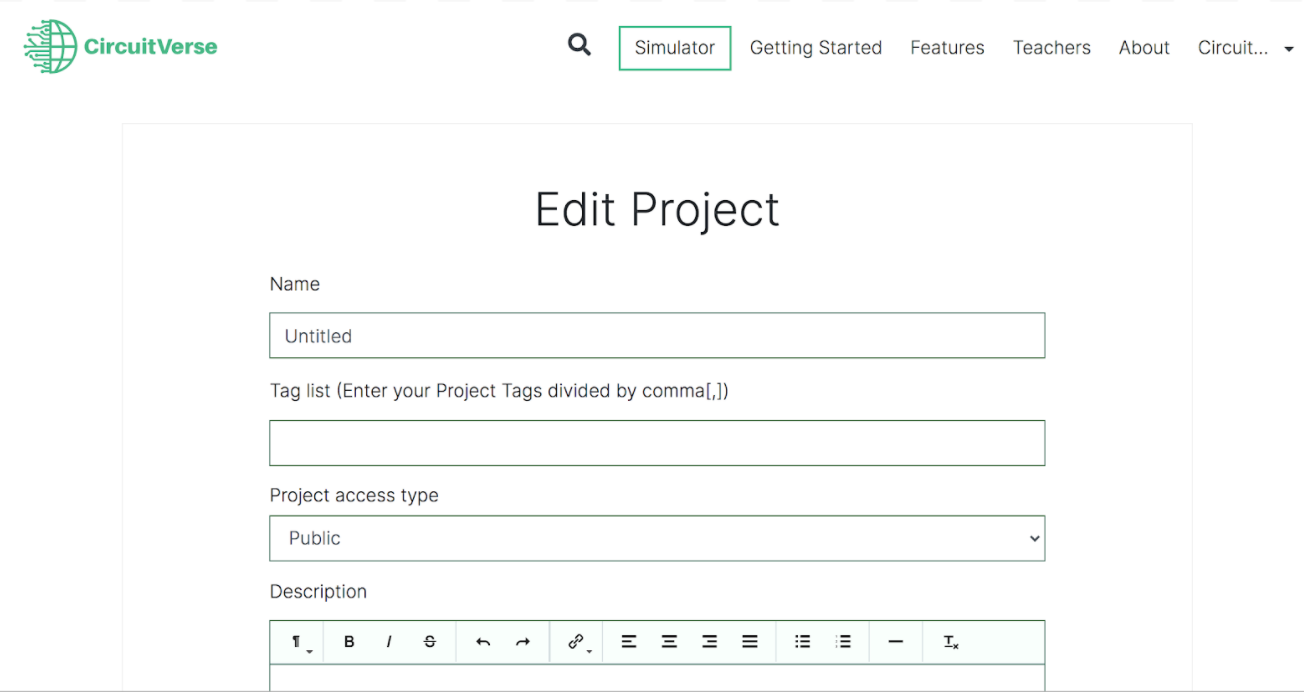 CircuitVerse
Simulator Getting Started Features Teachers About Circuit...
Edit Project
Name
Untitled
Tag list (Enter your Project Tags divided by comma[,])
Project access type
Public
Description
¶ B I S